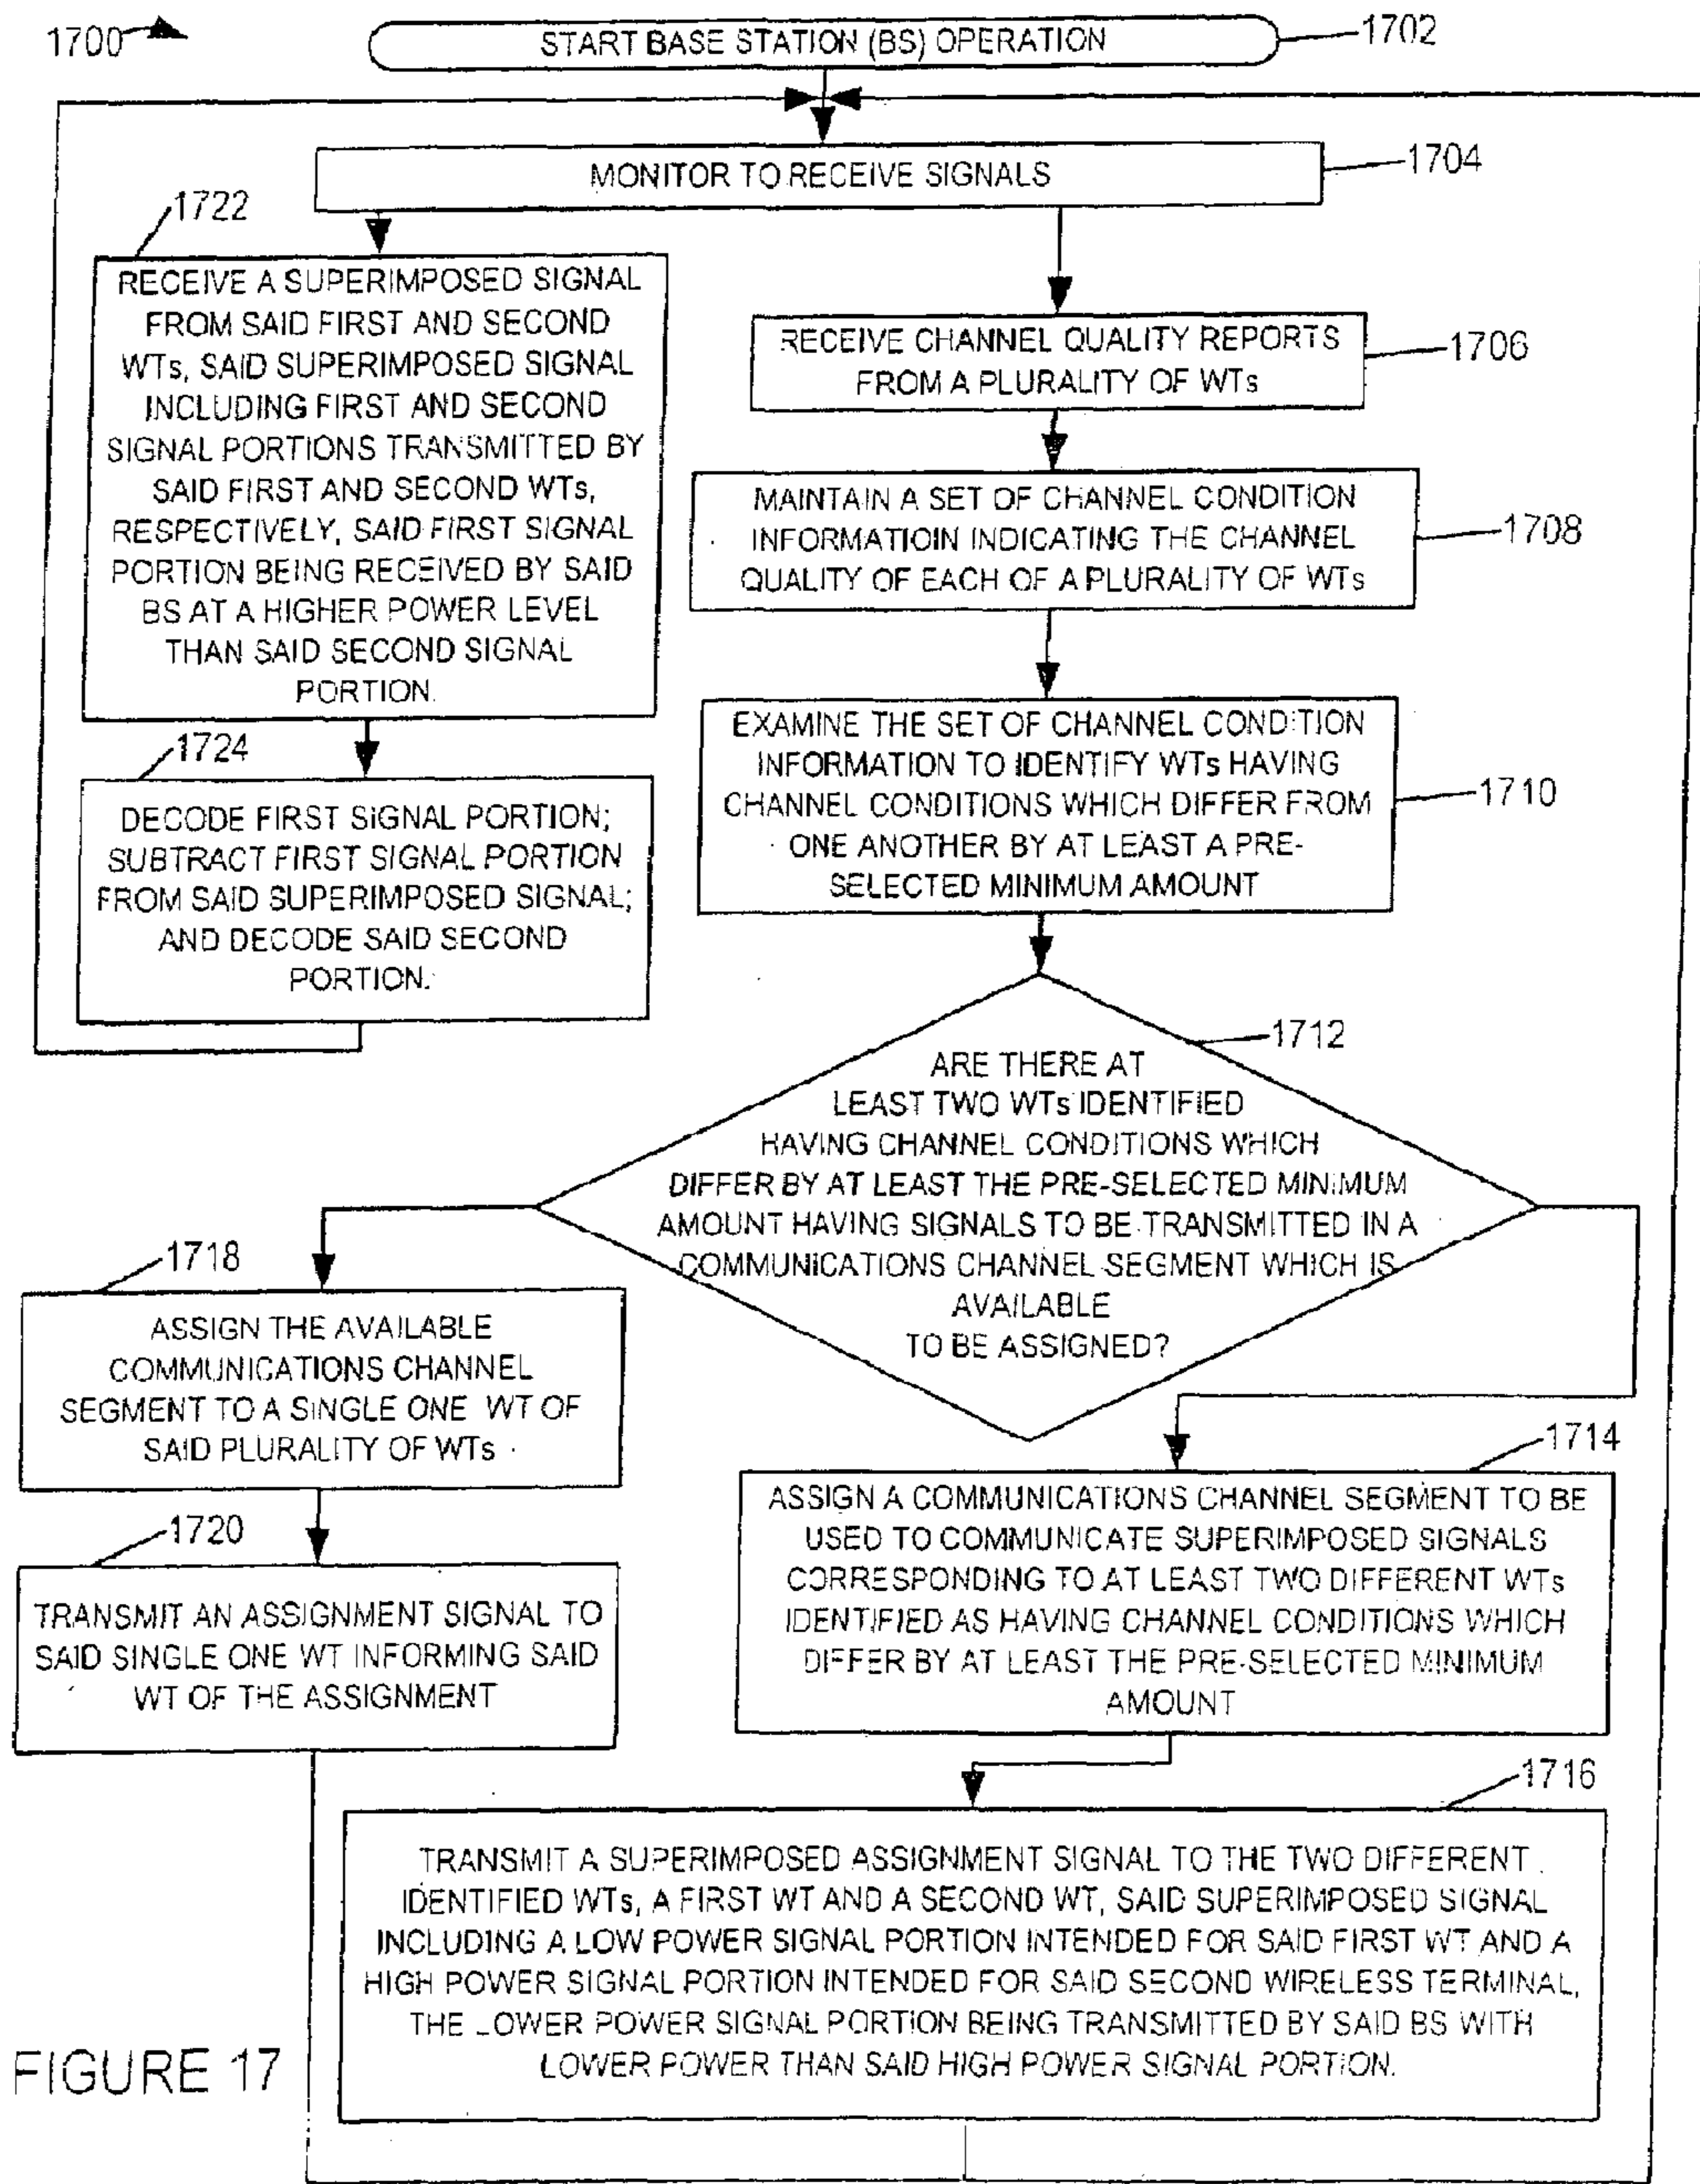 1700
START BASE STATION (BS) OPERATION
1702
MONITOR TO RECEIVE SIGNALS
1704
1722
RECEIVE A SUPERIMPOSED SIGNAL
FROM SAID FIRST AND SECOND
WTs, SAID SUPERIMPOSED SIGNAL
INCLUDING FIRST AND SECOND
SIGNAL PORTIONS TRANSMITTED BY
SAID FIRST AND SECOND WTs,
RESPECTIVELY, SAID FIRST SIGNAL
PORTION BEING RECEIVED BY SAID
BS AT A HIGHER POWER LEVEL
THAN SAID SECOND SIGNAL
PORTION.
1724
DECODE FIRST SIGNAL PORTION;
SUBTRACT FIRST SIGNAL PORTION
FROM SAID SUPERIMPOSED SIGNAL;
AND DECODE SAID SECOND
PORTION.
RECEIVE CHANNEL QUALITY REPORTS
FROM A PLURALITY OF WTs
1706
MAINTAIN A SET OF CHANNEL CONDITION
INFORMATIOIN INDICATING THE CHANNEL
QUALITY OF EACH OF A PLURALITY OF WTs
1708
EXAMINE THE SET OF CHANNEL CONDITION
INFORMATION TO IDENTIFY WTs HAVING
CHANNEL CONDITIONS WHICH DIFFER FROM
ONE ANOTHER BY AT LEAST A PRE-
SELECTED MINIMUM AMOUNT
1710
1712
ARE THERE AT
LEAST TWO WTs IDENTIFIED
HAVING CHANNEL CONDITIONS WHICH
DIFFER BY AT LEAST THE PRE-SELECTED MINIMUM
AMOUNT HAVING SIGNALS TO BE TRANSMITTED IN A
COMMUNICATIONS CHANNEL SEGMENT WHICH IS
AVAILABLE
TO BE ASSIGNED?
1718
ASSIGN THE AVAILABLE
COMMUNICATIONS CHANNEL
SEGMENT TO A SINGLE ONE WT OF
SAID PLURALITY OF WTs
1720
TRANSMIT AN ASSIGNMENT SIGNAL TO
SAID SINGLE ONE WT INFORMING SAID
WT OF THE ASSIGNMENT
1714
ASSIGN A COMMUNICATIONS CHANNEL SEGMENT TO BE
USED TO COMMUNICATE SUPERIMPOSED SIGNALS
CORRESPONDING TO AT LEAST TWO DIFFERENT WTs
IDENTIFIED AS HAVING CHANNEL CONDITIONS WHICH
DIFFER BY AT LEAST THE PRE-SELECTED MINIMUM
AMOUNT
1716
TRANSMIT A SUPERIMPOSED ASSIGNMENT SIGNAL TO THE TWO DIFFERENT
IDENTIFIED WTs, A FIRST WT AND A SECOND WT, SAID SUPERIMPOSED SIGNAL
INCLUDING A LOW POWER SIGNAL PORTION INTENDED FOR SAID FIRST WT AND A
HIGH POWER SIGNAL PORTION INTENDED FOR SAID SECOND WIRELESS TERMINAL,
THE LOWER POWER SIGNAL PORTION BEING TRANSMITTED BY SAID BS WITH
LOWER POWER THAN SAID HIGH POWER SIGNAL PORTION.
FIGURE 17